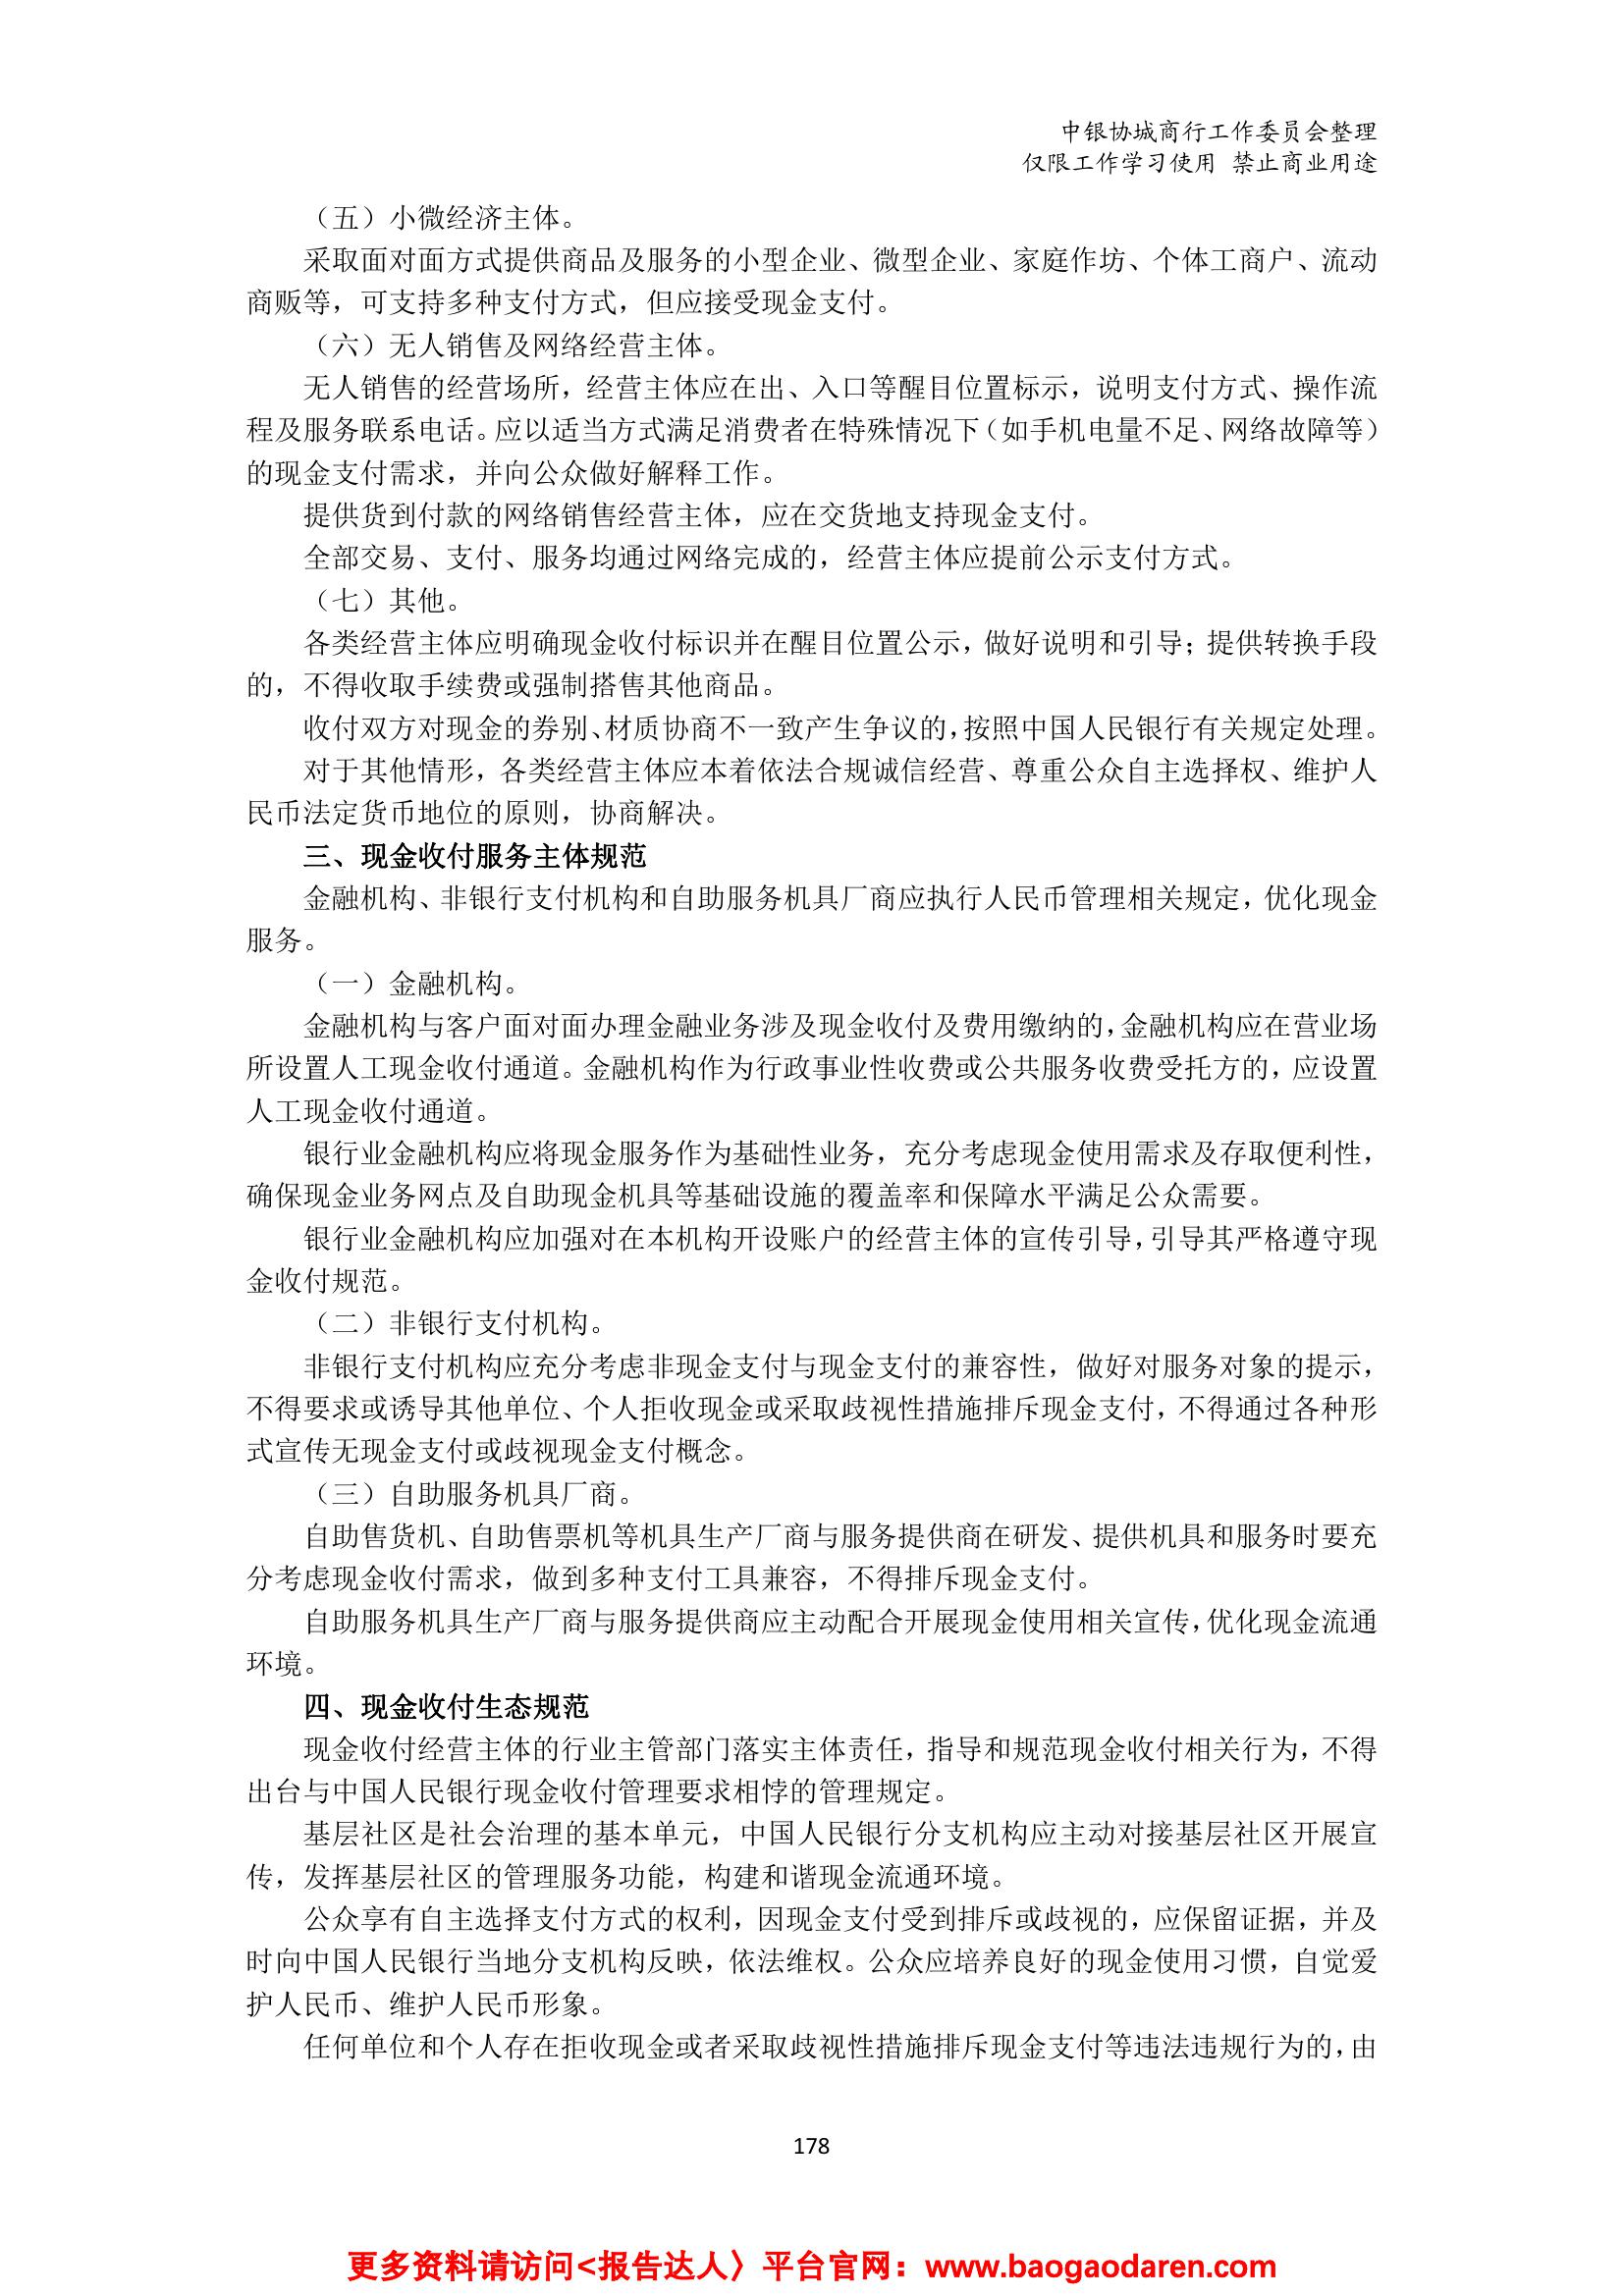 中银协城商行工作委员会整理
仅限工作学习使用 禁止商业用途
（五）小微经济主体。
采取面对面方式提供商品及服务的小型企业、微型企业、家庭作坊、个体工商户、流动
商贩等，可支持多种支付方式，但应接受现金支付。
（六）无人销售及网络经营主体。
无人销售的经营场所，经营主体应在出、入口等醒目位置标示，说明支付方式、操作流
程及服务联系电话。应以适当方式满足消费者在特殊情况下（如手机电量不足、网络故障等）
的现金支付需求，并向公众做好解释工作。
提供货到付款的网络销售经营主体，应在交货地支持现金支付。
全部交易、支付、服务均通过网络完成的，经营主体应提前公示支付方式。
（七）其他。
各类经营主体应明确现金收付标识并在醒目位置公示，做好说明和引导；提供转换手段
的，不得收取手续费或强制搭售其他商品。
收付双方对现金的券别、材质协商不一致产生争议的，按照中国人民银行有关规定处理。
对于其他情形，各类经营主体应本着依法合规诚信经营、尊重公众自主选择权、维护人
民币法定货币地位的原则，协商解决。
三、现金收付服务主体规范
金融机构、非银行支付机构和自助服务机具厂商应执行人民币管理相关规定，优化现金
服务。
（一）金融机构。
金融机构与客户面对面办理金融业务涉及现金收付及费用缴纳的，金融机构应在营业场
所设置人工现金收付通道。金融机构作为行政事业性收费或公共服务收费受托方的，应设置
人工现金收付通道。
银行业金融机构应将现金服务作为基础性业务，充分考虑现金使用需求及存取便利性，
确保现金业务网点及自助现金机具等基础设施的覆盖率和保障水平满足公众需要。
银行业金融机构应加强对在本机构开设账户的经营主体的宣传引导，引导其严格遵守现
金收付规范。
（二）非银行支付机构。
非银行支付机构应充分考虑非现金支付与现金支付的兼容性，做好对服务对象的提示，
不得要求或诱导其他单位、个人拒收现金或采取歧视性措施排斥现金支付，不得通过各种形
式宣传无现金支付或歧视现金支付概念。
（三）自助服务机具厂商。
自助售货机、自助售票机等机具生产厂商与服务提供商在研发、提供机具和服务时要充
分考虑现金收付需求，做到多种支付工具兼容，不得排斥现金支付。
自助服务机具生产厂商与服务提供商应主动配合开展现金使用相关宣传，优化现金流通
环境。
四、现金收付生态规范
现金收付经营主体的行业主管部门落实主体责任，指导和规范现金收付相关行为，不得
出台与中国人民银行现金收付管理要求相悖的管理规定。
基层社区是社会治理的基本单元，中国人民银行分支机构应主动对接基层社区开展宣
传，发挥基层社区的管理服务功能，构建和谐现金流通环境。
公众享有自主选择支付方式的权利，因现金支付受到排斥或歧视的，应保留证据，并及
时向中国人民银行当地分支机构反映，依法维权。公众应培养良好的现金使用习惯，自觉爱
护人民币、维护人民币形象。
任何单位和个人存在拒收现金或者采取歧视性措施排斥现金支付等违法违规行为的，由
178
更多资料请访问<报告达人〉平台官网：www.baogaodaren.com